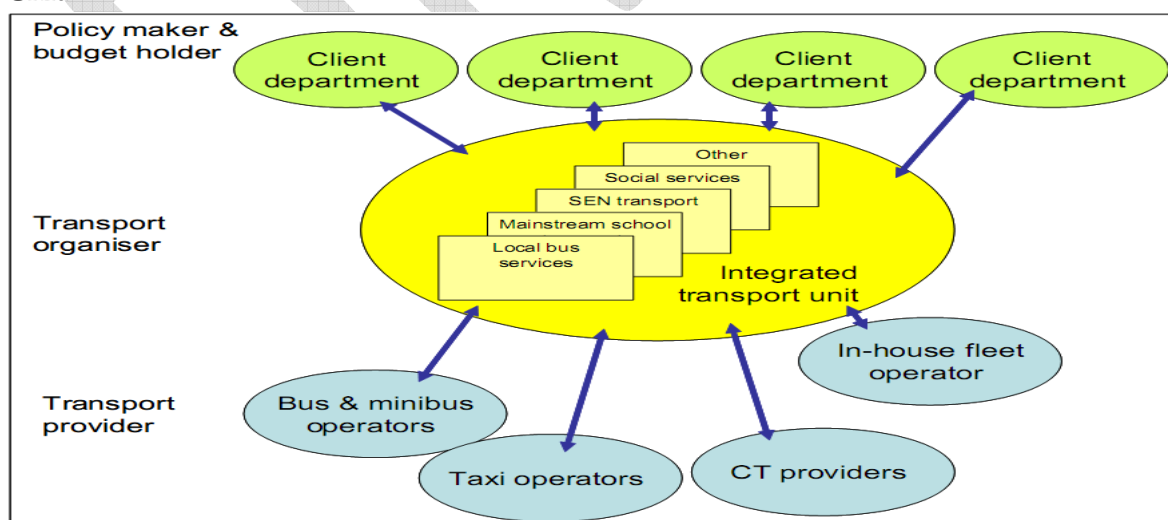 Policy maker &
budget holder
Client
department
Client
department
Client
department
Client
department
Other
Social services
SEN transport
Mainstream school
Local bus
services
Transport
organiser
Integrated
transport unit
In-house fleet
operator
Transport
provider
Bus & minibus
operators
Taxi operators
CT providers